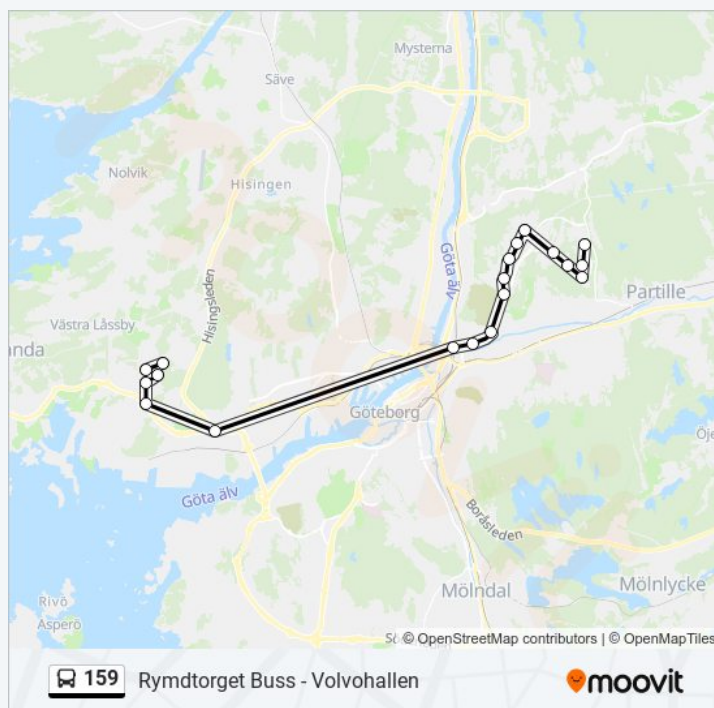 Mysterna
Säve
Nolvik
Hisingen
Hisingsleden
Göta älv
Partille
Västra Låssby
anda
Göteborg
Öje
Göta älv
Boråsleden
Mölndal
Mölnlycke
Rivö
Asperö
© OpenStreetMap contributors | © OpenMapTiles
159
Rymdtorget Buss - Volvohallen
moovit